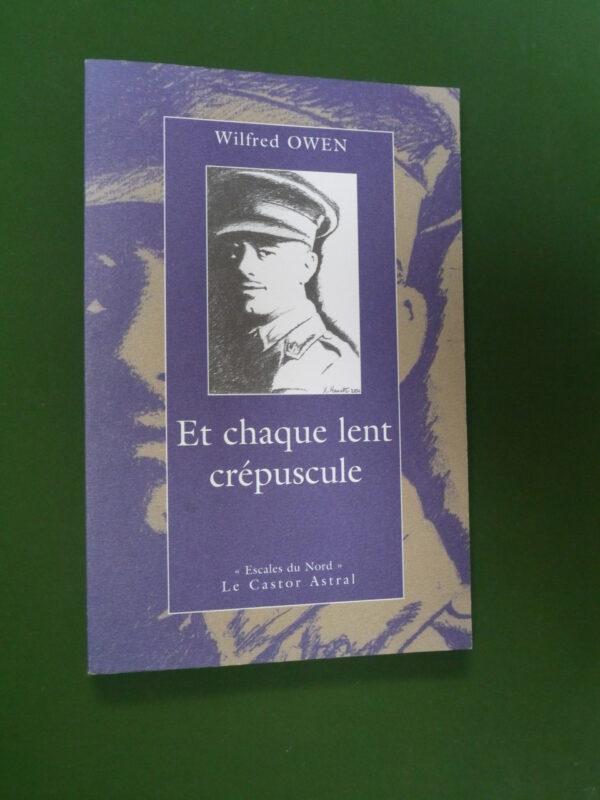 Wilfred OWEN
Et chaque lent
crépuscule
« Escales du Nord »
Le Castor Astral